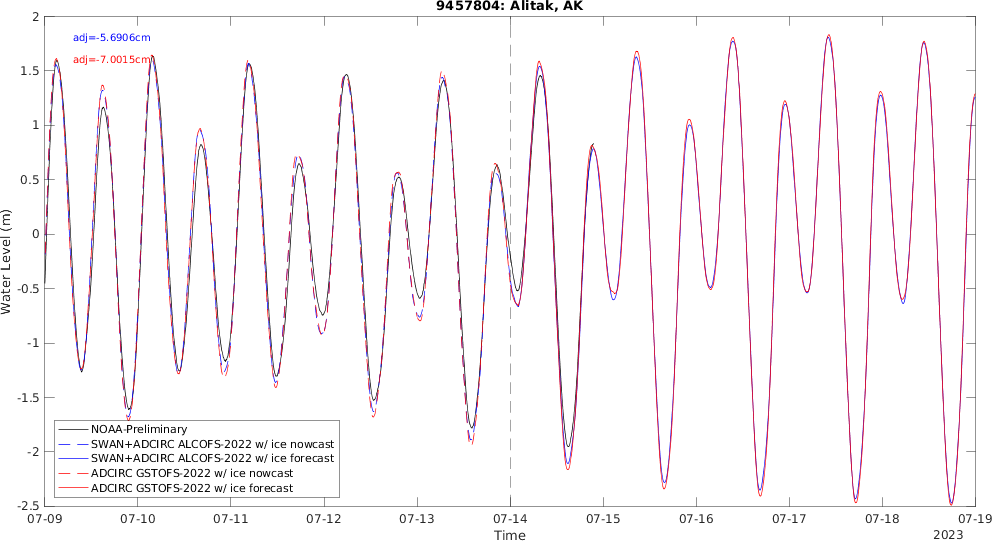 9457804: Alitak, AK
adj=-5.6906cm
adj=-7.0015cm
Water Level (m)
2
1.5
1
0.5
0
-0.5
-1
-1.5
-2
-2.5
NOAA-Preliminary
SWAN+ADCIRC ALCOFS-2022 w/ ice nowcast
SWAN+ADCIRC ALCOFS-2022 w/ ice forecast
ADCIRC GSTOFS-2022 w/ ice nowcast
ADCIRC GSTOFS-2022 w/ ice forecast
07-09 07-10 07-11 07-12 07-13 07-14 07-15 07-16 07-17 07-18 07-19
Time
2023